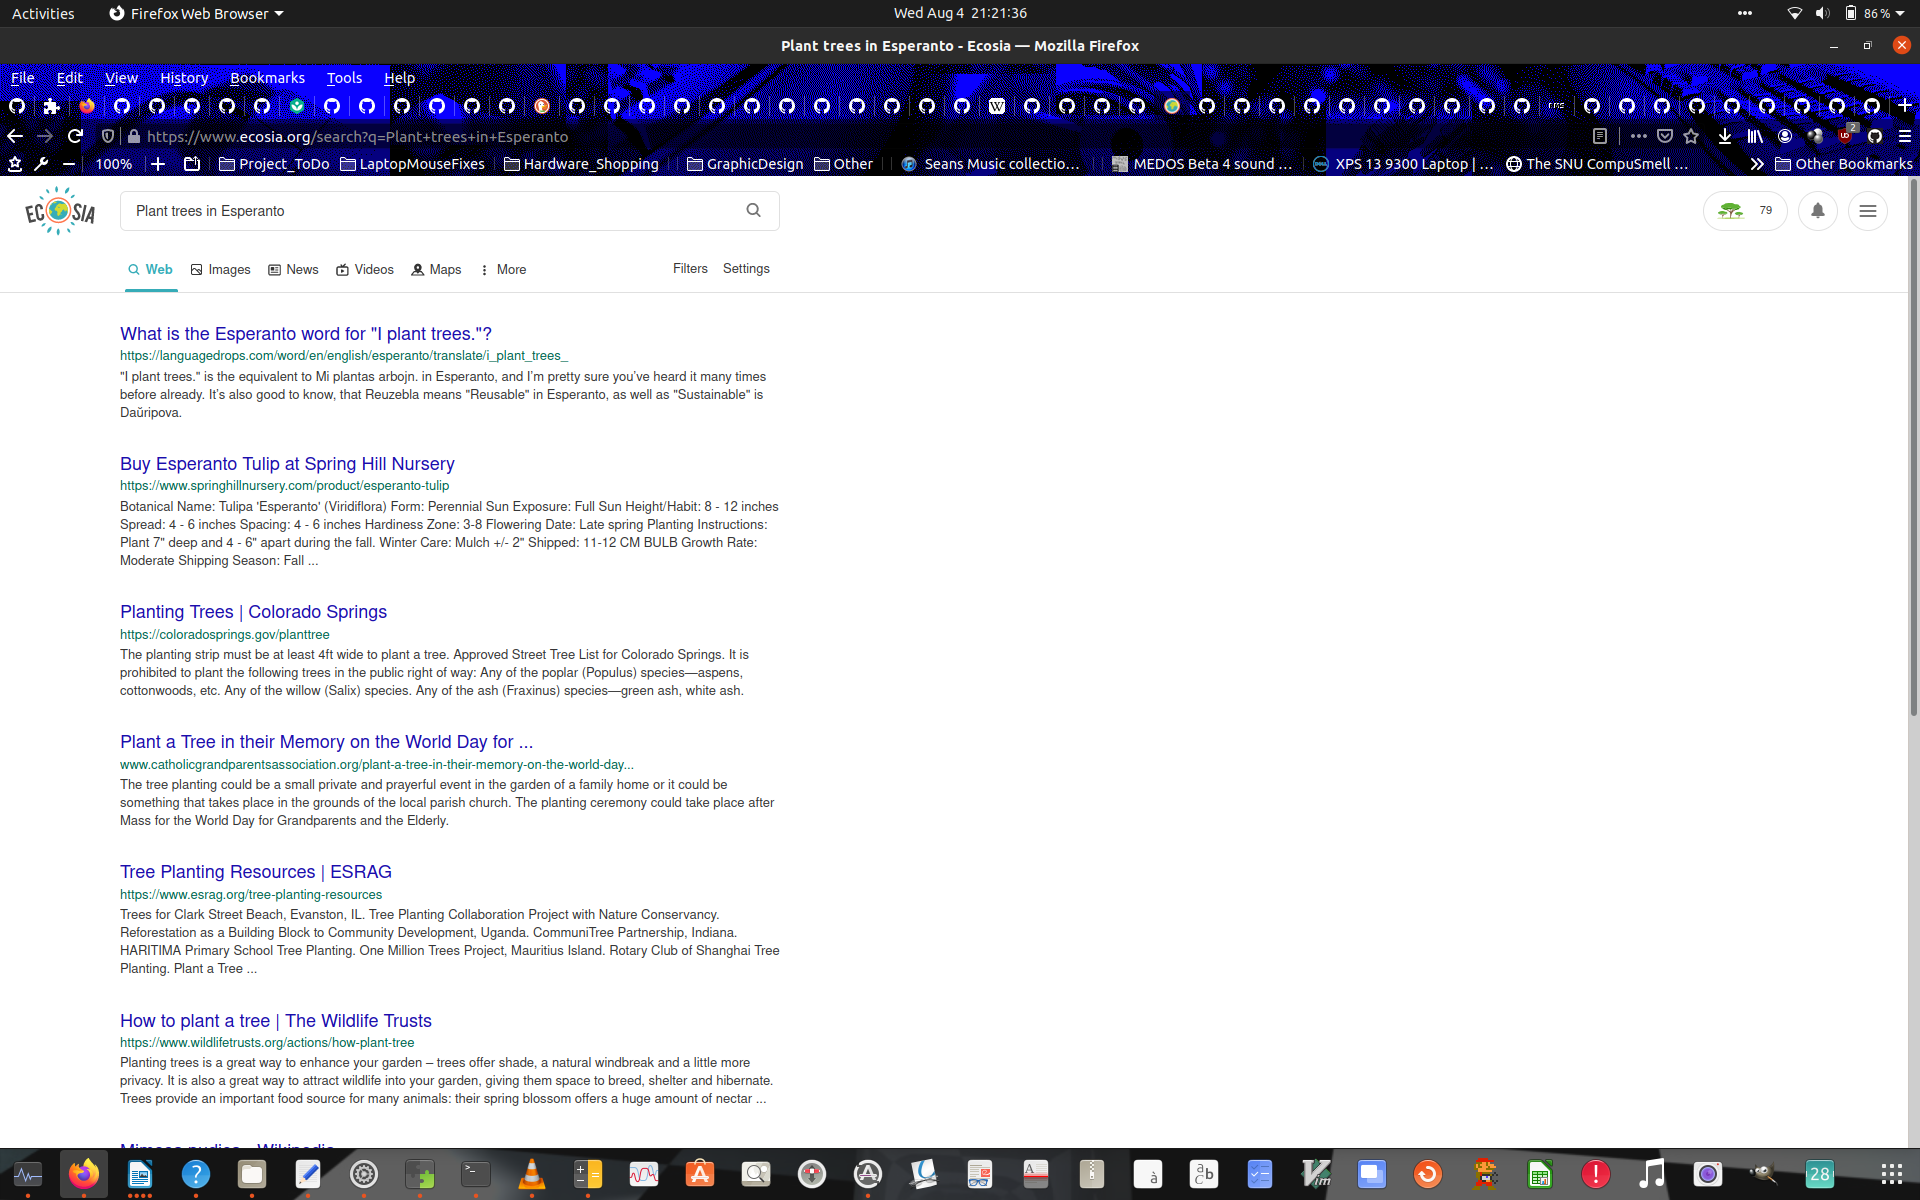 Activities
Firefox Web Browser
Wed Aug 4 21:21:36
86 %
Plant trees in Esperanto - Ecosia — Mozilla Firefox
File Edit View History Bookmarks Tools Help
https://www.ecosia.org/search?q=Plant+trees+in+Esperanto
2
100%
Project_ToDo
LaptopMouseFixes
Hardware_Shopping
GraphicDesign
Other
Seans Music collectio...
MEDOS Beta 4 sound ...
XPS 13 9300 Laptop | ...
The SNU CompuSmell ...
Other Bookmarks
ECOSIA
Plant trees in Esperanto
79
Web
Images
News
Videos
Maps
More
Filters
Settings
What is the Esperanto word for "I plant trees."?
https://languagedrops.com/word/en/english/esperanto/translate/i_plant_trees_
"I plant trees." is the equivalent to Mi plantas arbojn. in Esperanto, and I'm pretty sure you've heard it many times
before already. It's also good to know, that Reuzebla means "Reusable" in Esperanto, as well as "Sustainable" is
Daŭripova.
Buy Esperanto Tulip at Spring Hill Nursery
https://www.springhillnursery.com/product/esperanto-tulip
Botanical Name: Tulipa 'Esperanto' (Viridiflora) Form: Perennial Sun Exposure: Full Sun Height/Habit: 8 - 12 inches
Spread: 4 - 6 inches Spacing: 4 - 6 inches Hardiness Zone: 3-8 Flowering Date: Late spring Planting Instructions:
Plant 7" deep and 4 - 6" apart during the fall. Winter Care: Mulch +/- 2" Shipped: 11-12 CM BULB Growth Rate:
Moderate Shipping Season: Fall ...
Planting Trees | Colorado Springs
https://coloradosprings.gov/planttree
The planting strip must be at least 4ft wide to plant a tree. Approved Street Tree List for Colorado Springs. It is
prohibited to plant the following trees in the public right of way: Any of the poplar (Populus) species—aspens,
cottonwoods, etc. Any of the willow (Salix) species. Any of the ash (Fraxinus) species—green ash, white ash.
Plant a Tree in their Memory on the World Day for ...
www.catholicgrandparentsassociation.org/plant-a-tree-in-their-memory-on-the-world-day...
The tree planting could be a small private and prayerful event in the garden of a family home or it could be
something that takes place in the grounds of the local parish church. The planting ceremony could take place after
Mass for the World Day for Grandparents and the Elderly.
Tree Planting Resources | ESRAG
https://www.esrag.org/tree-planting-resources
Trees for Clark Street Beach, Evanston, IL. Tree Planting Collaboration Project with Nature Conservancy.
Reforestation as a Building Block to Community Development, Uganda. CommuniTree Partnership, Indiana.
HARITIMA Primary School Tree Planting. One Million Trees Project, Mauritius Island. Rotary Club of Shanghai Tree
Planting. Plant a Tree ...
How to plant a tree | The Wildlife Trusts
https://www.wildlifetrusts.org/actions/how-plant-tree
Planting trees is a great way to enhance your garden – trees offer shade, a natural windbreak and a little more
privacy. It is also a great way to attract wildlife into your garden, giving them space to breed, shelter and hibernate.
Trees provide an important food source for many animals: their spring blossom offers a huge amount of nectar ...
28